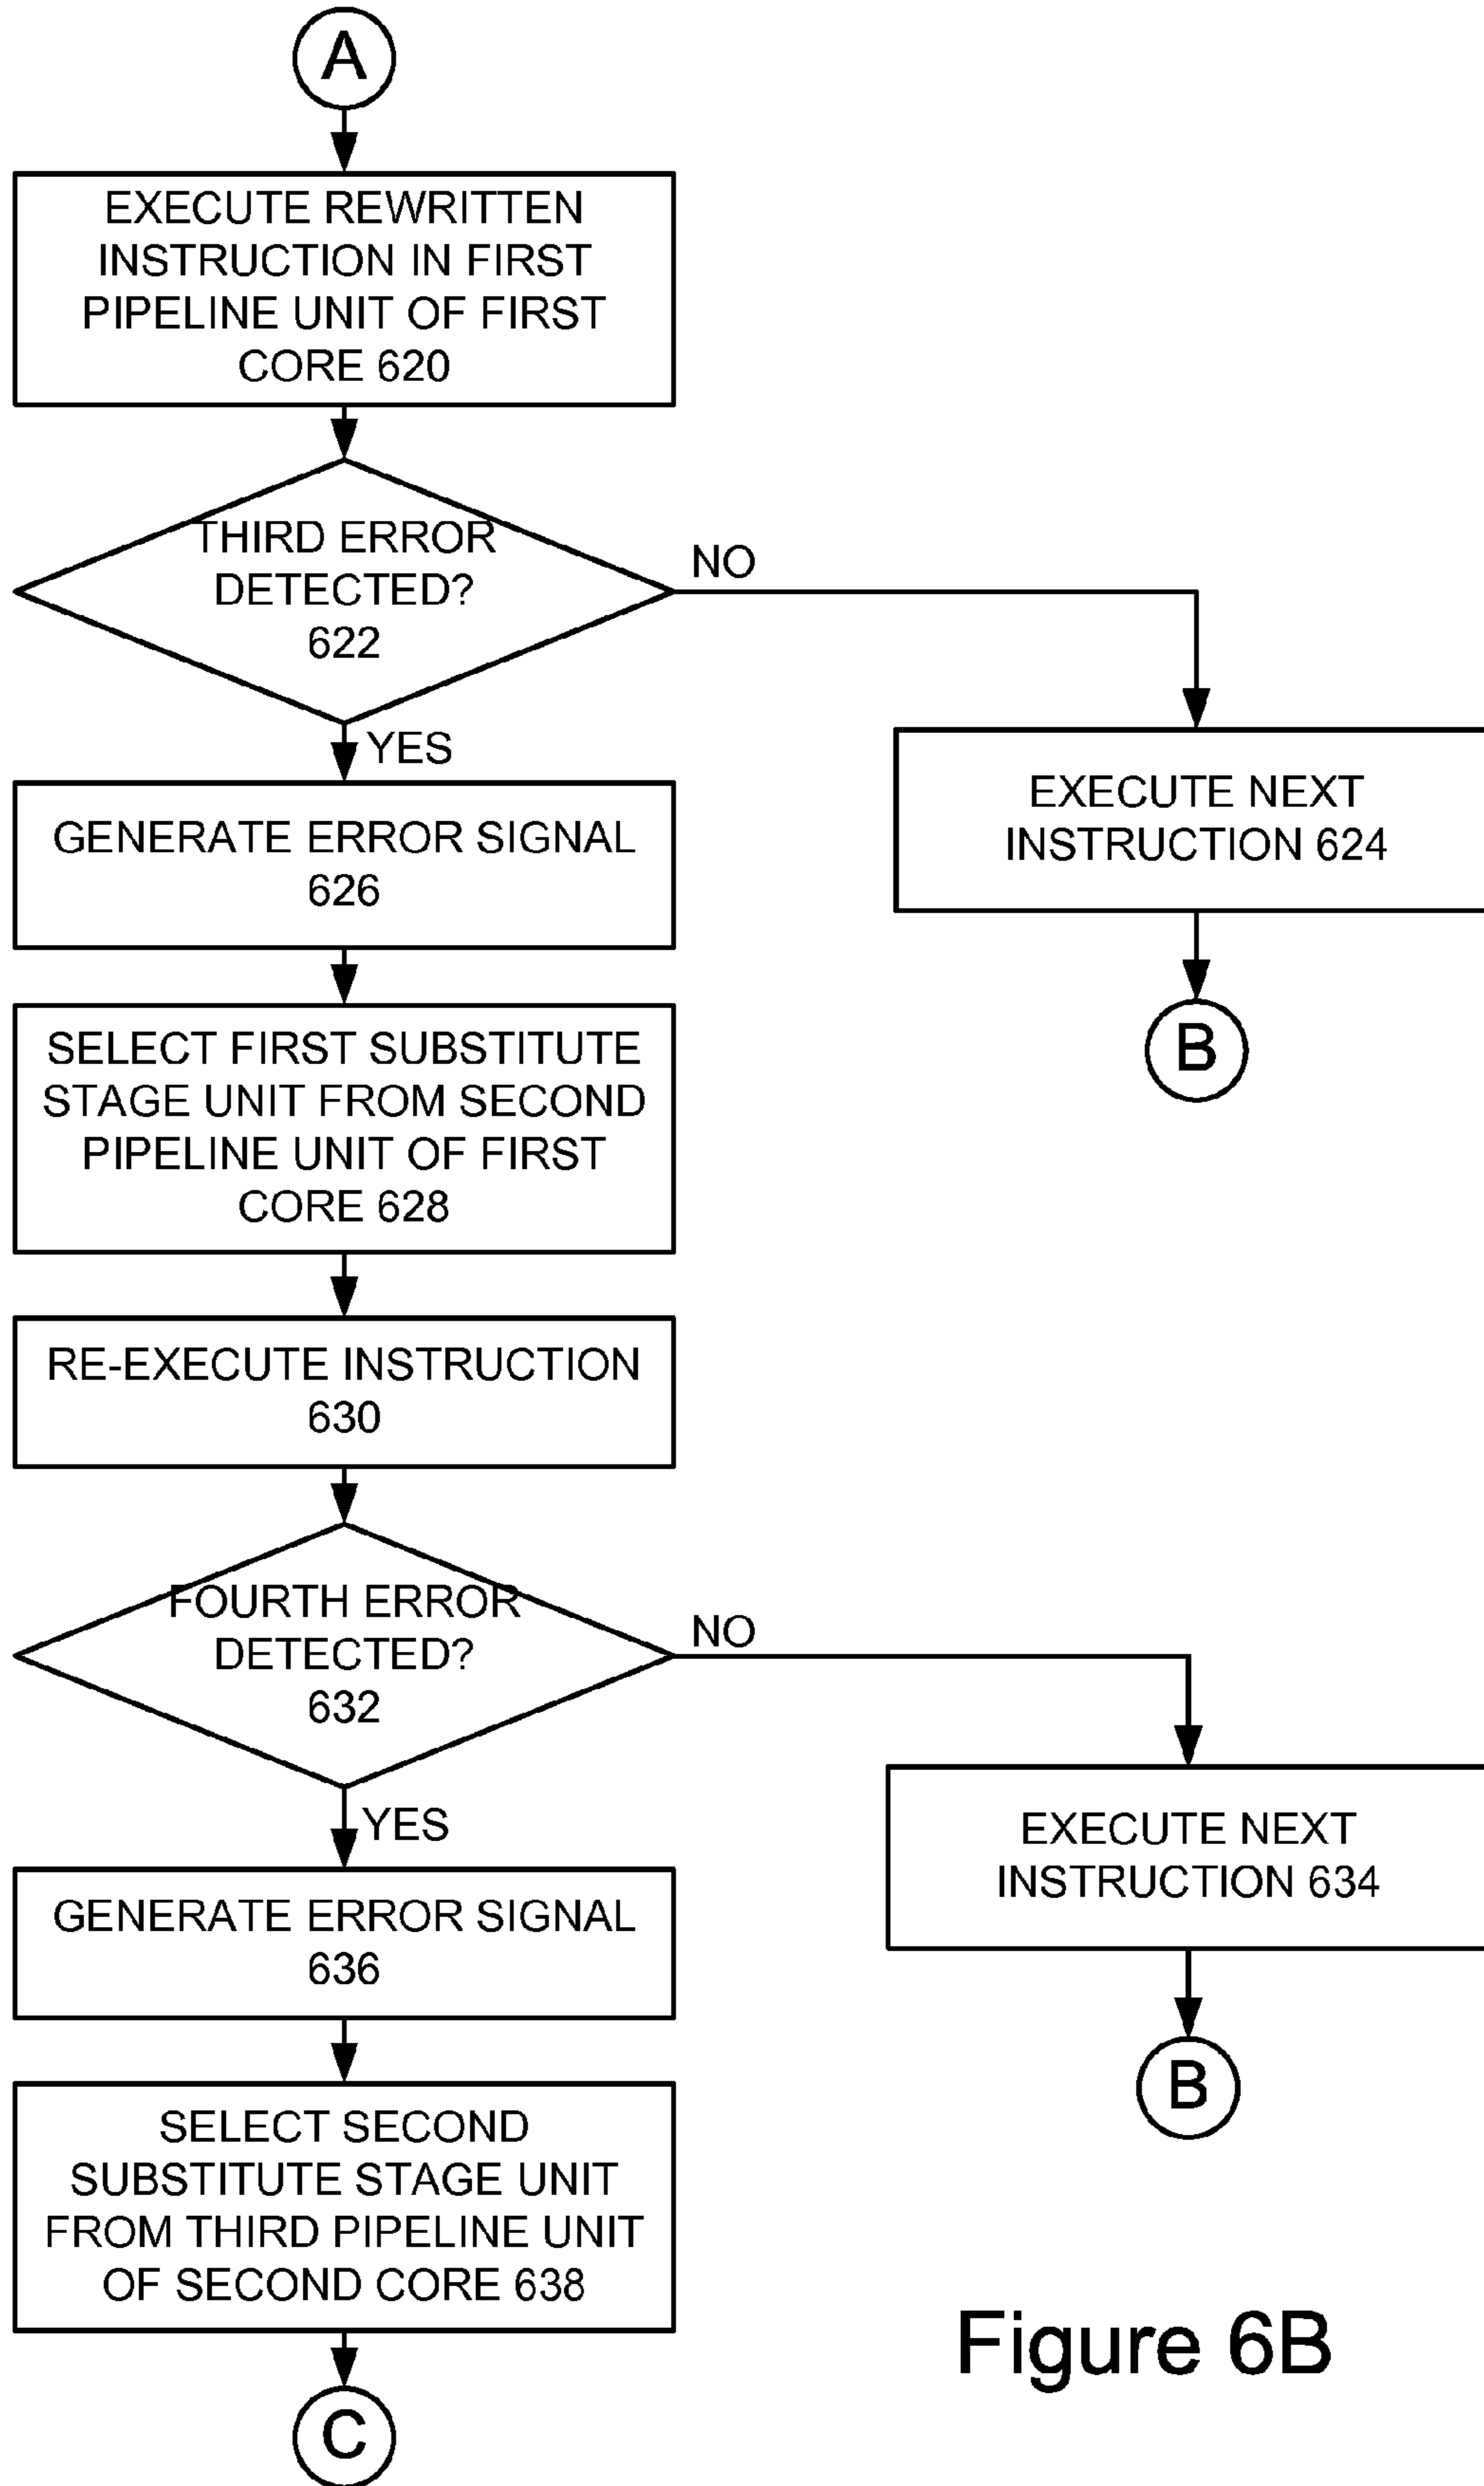 A
EXECUTE REWRITTEN
INSTRUCTION IN FIRST
PIPELINE UNIT OF FIRST
CORE 620
THIRD ERROR
DETECTED?
622
NO
YES
EXECUTE NEXT
INSTRUCTION 624
GENERATE ERROR SIGNAL
626
B
SELECT FIRST SUBSTITUTE
STAGE UNIT FROM SECOND
PIPELINE UNIT OF FIRST
CORE 628
RE-EXECUTE INSTRUCTION
630
FOURTH ERROR
DETECTED?
632
NO
YES
EXECUTE NEXT
INSTRUCTION 634
GENERATE ERROR SIGNAL
636
B
SELECT SECOND
SUBSTITUTE STAGE UNIT
FROM THIRD PIPELINE UNIT
OF SECOND CORE 638
Figure 6B
C